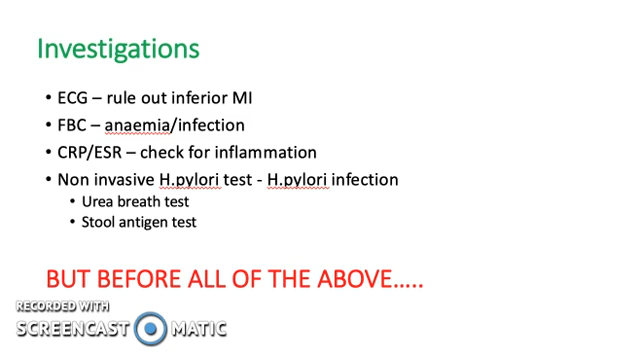 Investigations
• ECG – rule out inferior MI
• FBC – anaemia/infection
• CRP/ESR – check for inflammation
• Non invasive H.pylori test - H.pylori infection
• Urea breath test
• Stool antigen test
BUT BEFORE ALL OF THE ABOVE…..
RECORDED WITH
SCREENCAST MATIC